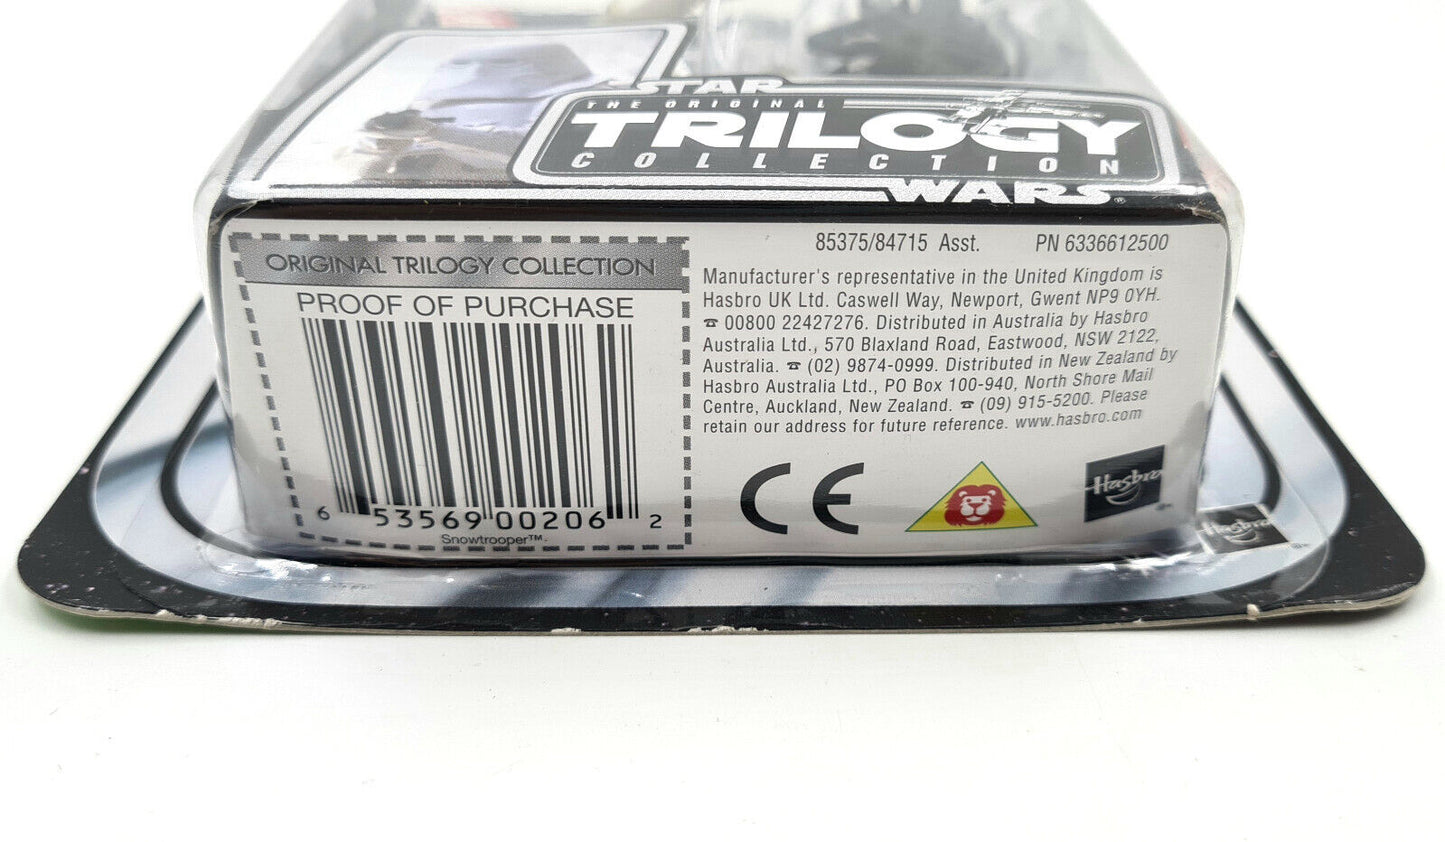 STAR
THE ORIGINAL
TRILOGY
COLLECTION
WARS®
ORIGINAL TRILOGY COLLECTION
PROOF OF PURCHASE
6 53569 00206 2
Snowtrooper™.
85375/84715 Asst. PN 6336612500
Manufacturer's representative in the United Kingdom is
Hasbro UK Ltd. Caswell Way, Newport, Gwent NP9 0YH.
☎ 00800 22427276. Distributed in Australia by Hasbro
Australia Ltd., 570 Blaxland Road, Eastwood, NSW 2122,
Australia. ☎ (02) 9874-0999. Distributed in New Zealand by
Hasbro Australia Ltd., PO Box 100-940, North Shore Mail
Centre, Auckland, New Zealand. ☎ (09) 915-5200. Please
retain our address for future reference. www.hasbro.com
CE
Hasbro
Hasbro